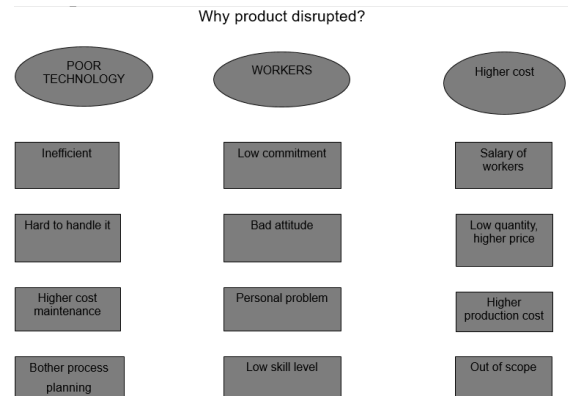 Why product disrupted?
POOR
TECHNOLOGY
WORKERS
Higher cost
Inefficient
Low commitment
Salary of
workers
Hard to handle it
Bad attitude
Low quantity,
higher price
Higher cost
maintenance
Personal problem
Higher
production cost
Bother process
planning
Low skill level
Out of scope